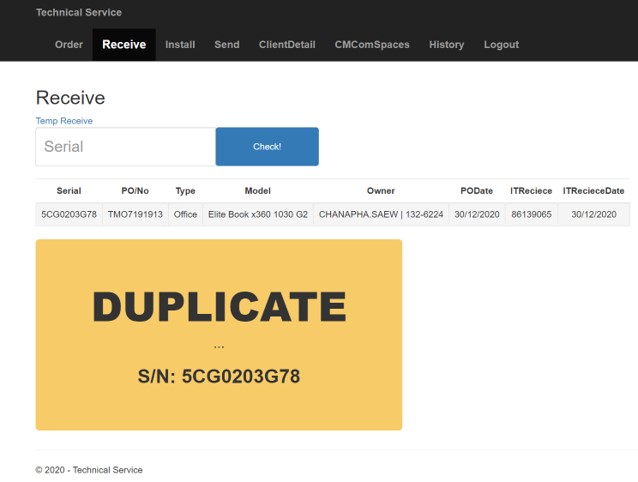 Technical Service
Order Receive Install Send ClientDetail CMComSpaces History Logout
Receive
Temp Receive
Serial Check!
Serial PO/No Type Model Owner PODate ITReciece ITRecieceDate
5CG0203G78 TMO7191913 Office Elite Book x360 1030 G2 CHANAPHA.SAEW | 132-6224 30/12/2020 86139065 30/12/2020
DUPLICATE
...
S/N: 5CG0203G78
© 2020 - Technical Service